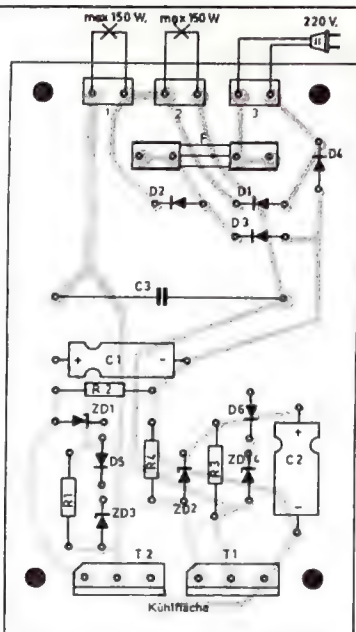 max 150 W. max 150 W 220 V.
1 2 3
F
D4
D2 D1
D3
C3
+ C1 -
R2
ZD1 D6
+
D5 R4 R3 C2
R1 ZD2 ZD4
ZD3
-
T2 T1
Kühlfläche